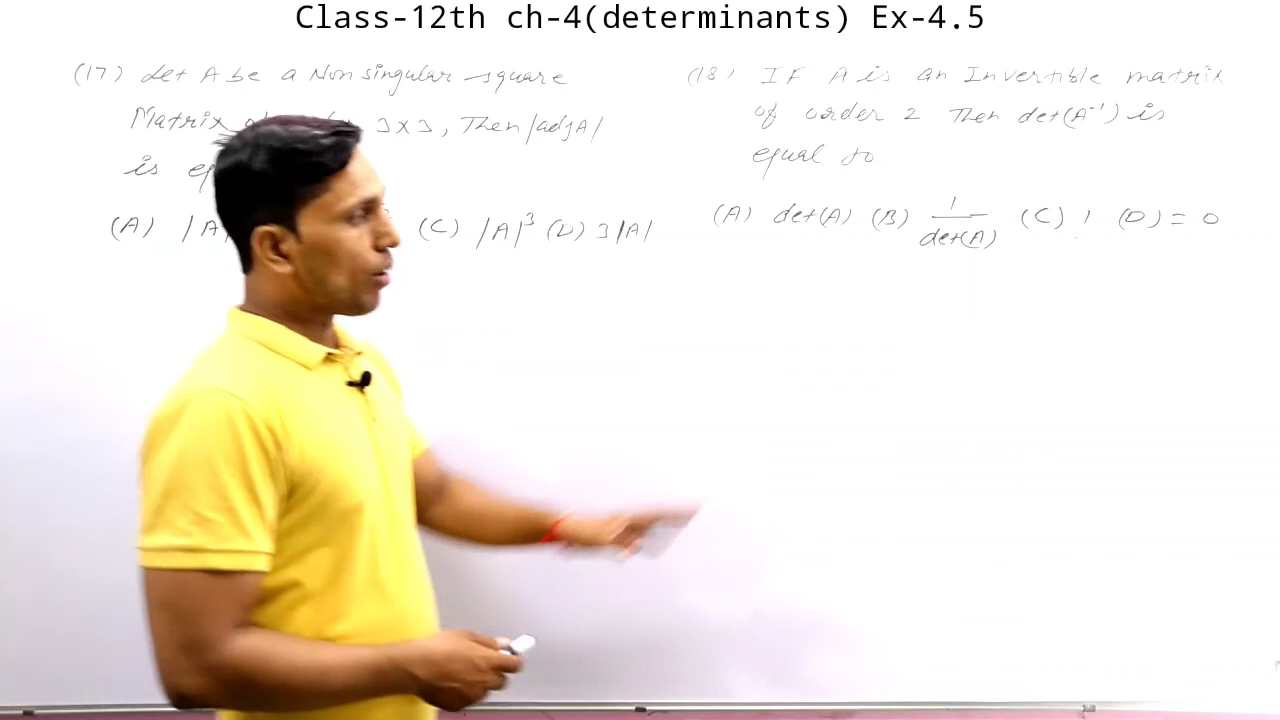 Class-12th ch-4(determinants) Ex-4.5
(17) Let A be a Non singular square
Matrix 3×3, Then |adjA|
is
(A) |A (C) |A|³ (D) 3|A|
(18) IF A is an Invertible matrix
of order 2 Then det(A⁻¹) is
equal to
(A) det(A) (B) 1/det(A) (C) 1 (D) = 0